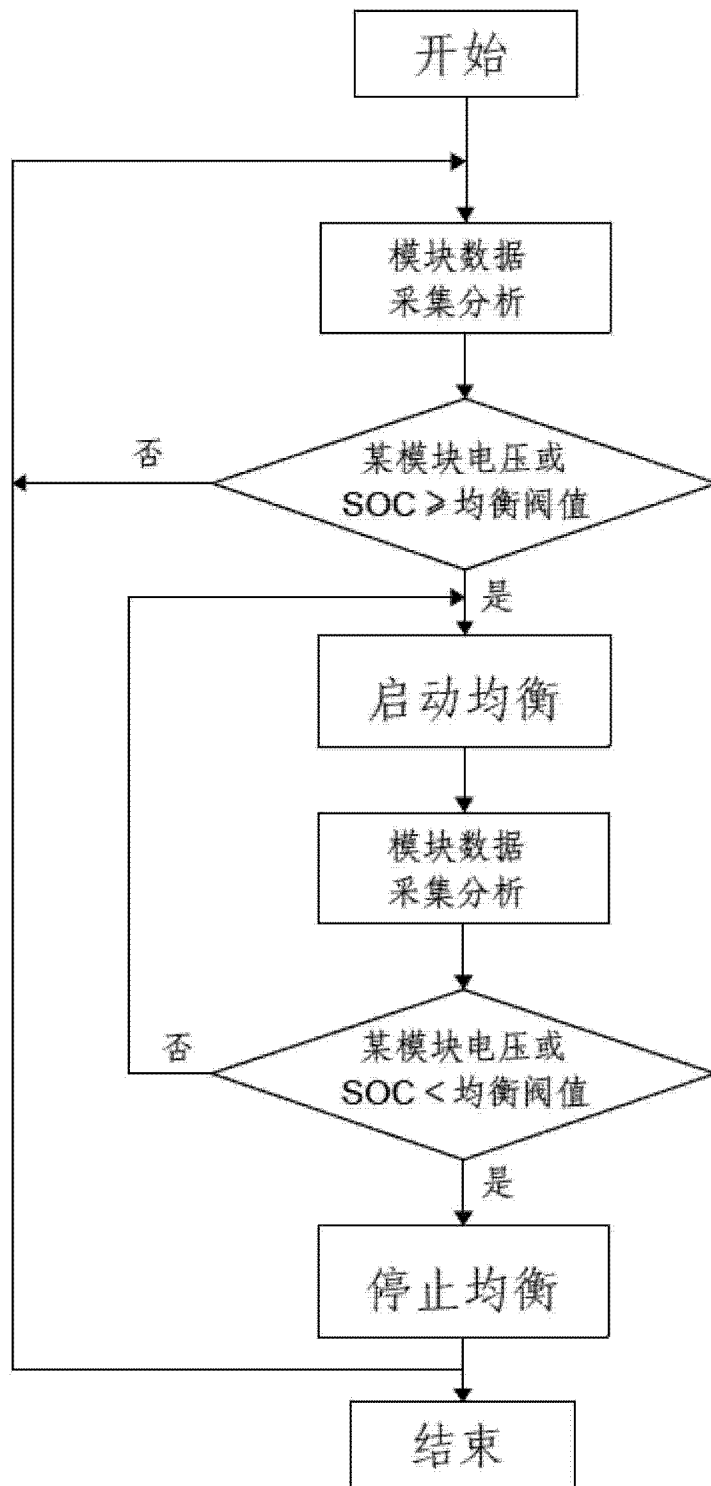 开始
模块数据
采集分析
否
某模块电压或
SOC≥均衡阀值
是
启动均衡
模块数据
采集分析
否
某模块电压或
SOC<均衡阀值
是
停止均衡
结束